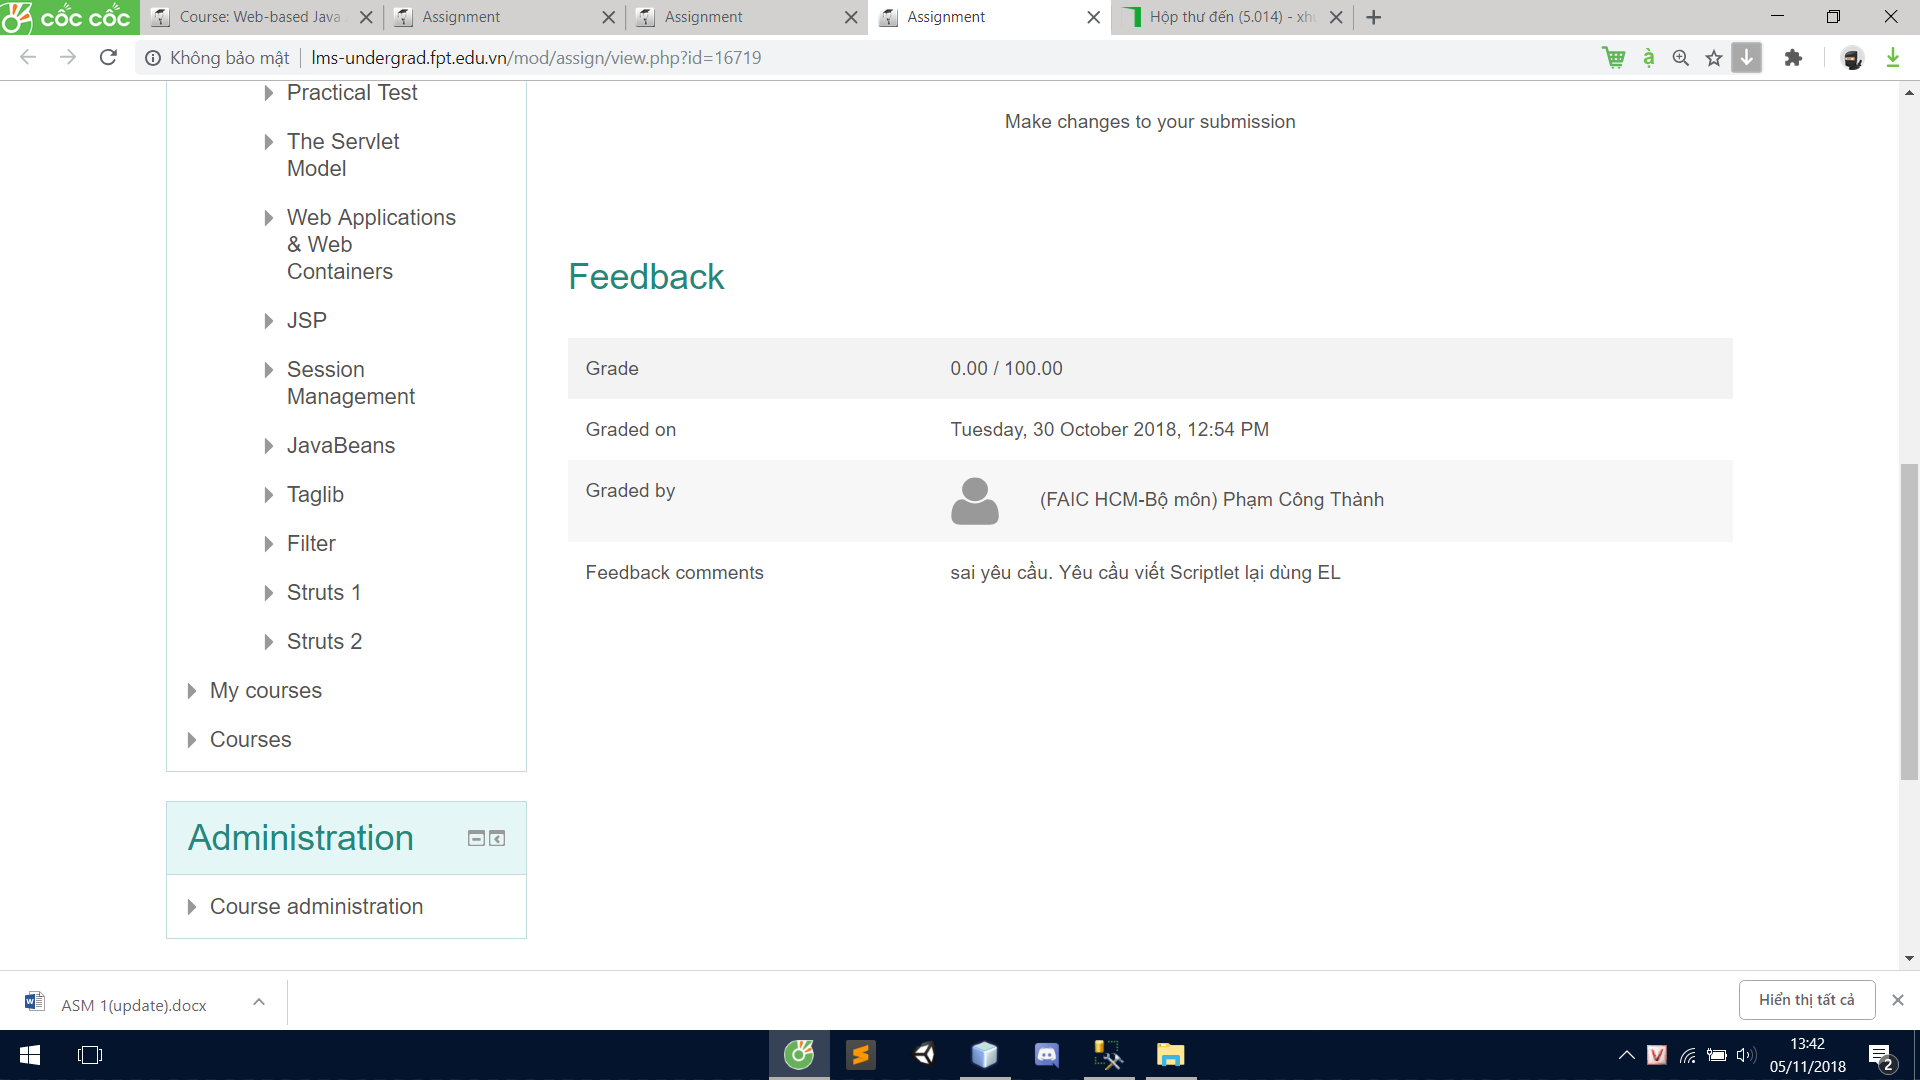 cốc cốc
Course: Web-based Java
Assignment
Assignment
Assignment
Hộp thư đến (5.014) - xh
Không bảo mật
lms-undergrad.fpt.edu.vn/mod/assign/view.php?id=16719
Practical Test
The Servlet
Model
Web Applications
& Web
Containers
JSP
Session
Management
JavaBeans
Taglib
Filter
Struts 1
Struts 2
My courses
Courses
Administration
Course administration
Make changes to your submission
Feedback
Grade 0.00 / 100.00
Graded on Tuesday, 30 October 2018, 12:54 PM
Graded by (FAIC HCM-Bộ môn) Phạm Công Thành
Feedback comments sai yêu cầu. Yêu cầu viết Scriptlet lại dùng EL
ASM 1(update).docx
Hiển thị tất cả
13:42
05/11/2018
2